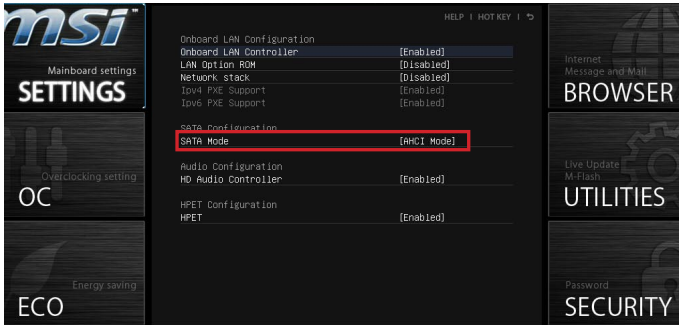 msi
HELP | HOT KEY |
Mainboard settings
SETTINGS
Overclocking setting
OC
Energy saving
ECO
Onboard LAN Configuration
Onboard LAN Controller [Enabled]
LAN Option ROM [Disabled]
Network stack [Disabled]
Ipv4 PXE Support [Enabled]
Ipv6 PXE Support [Enabled]
SATA Configuration
SATA Mode [AHCI Mode]
Audio Configuration
HD Audio Controller [Enabled]
HPET Configuration
HPET [Enabled]
Internet
Message and Mail
BROWSER
Live Update
M-Flash
UTILITIES
Password
SECURITY